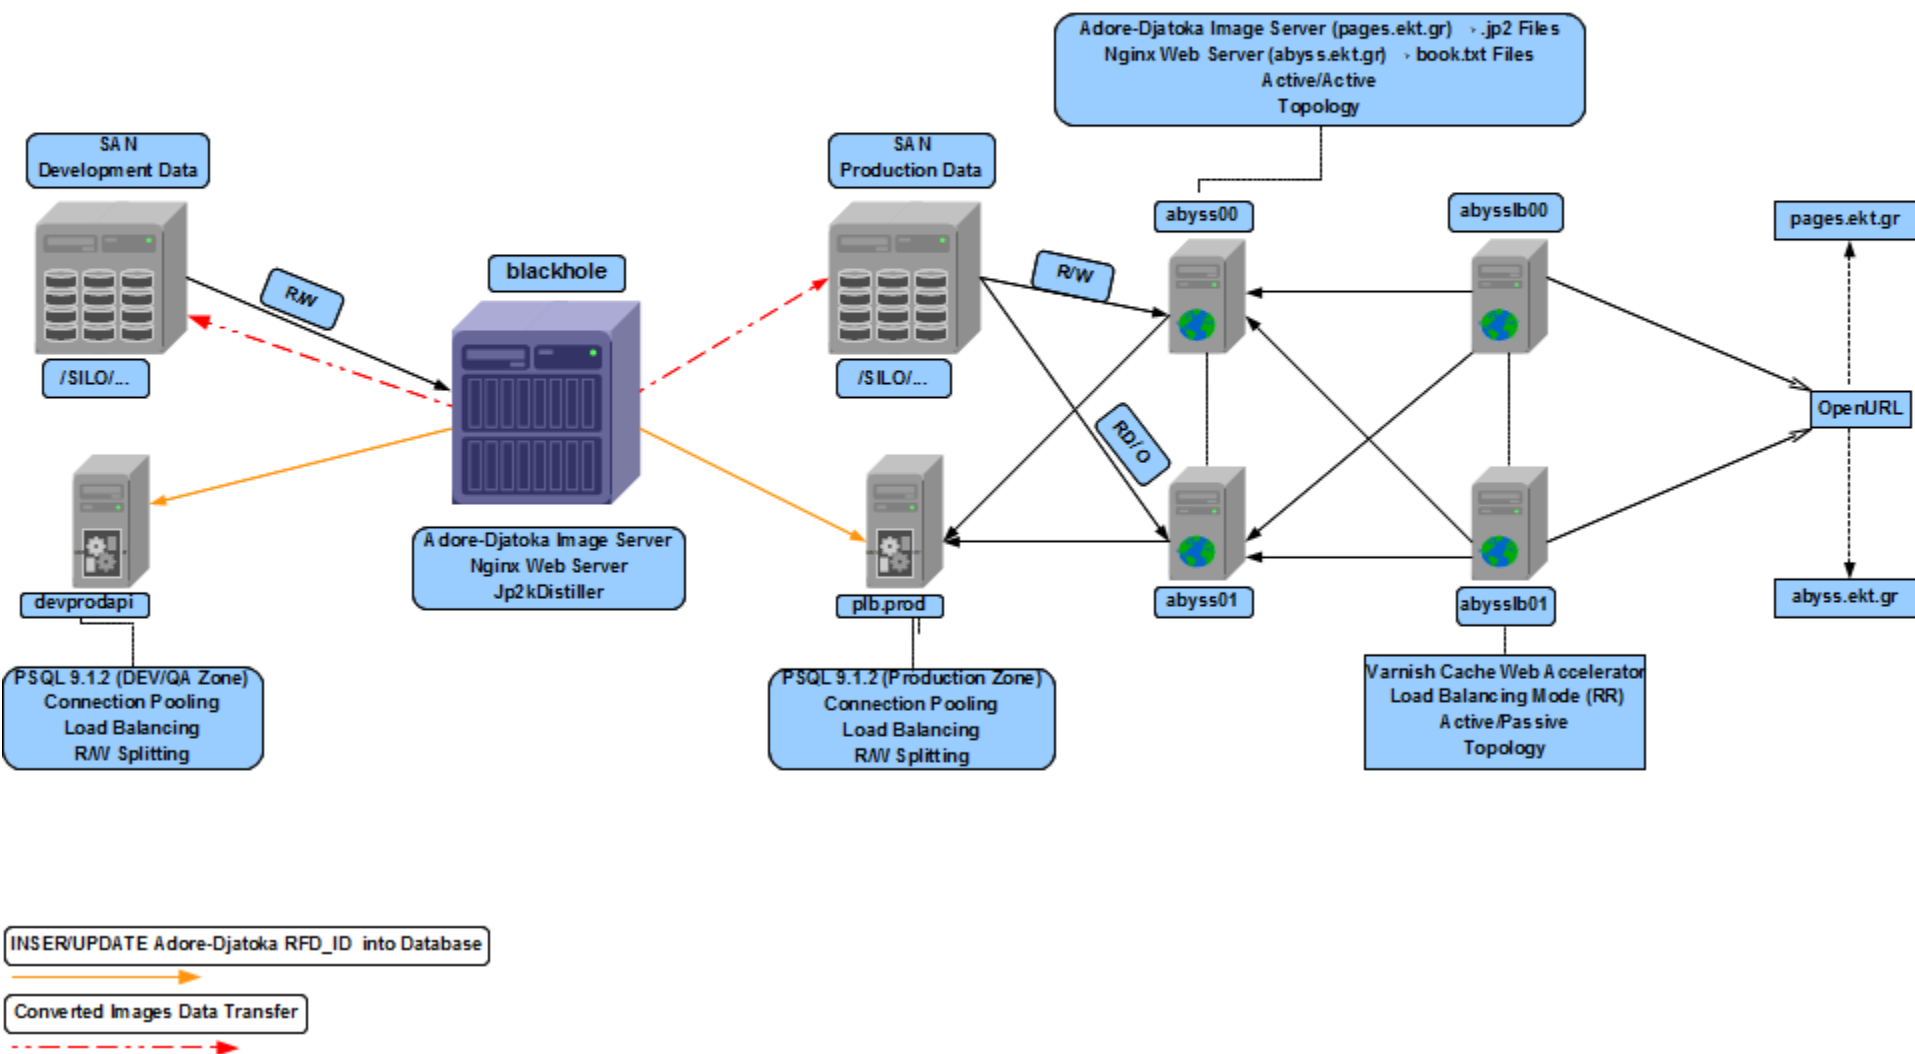 Adore-Djatoka Image Server (pages.ekt.gr) > .jp2 Files
Nginx Web Server (abyss.ekt.gr) > book.txt Files
Active/Active
Topology
SAN
Development Data
SAN
Production Data
abyss00
abysslb00
pages.ekt.gr
blackhole
R/W
R/W
/SILO/...
/SILO/...
OpenURL
RD/O
Adore-Djatoka Image Server
Nginx Web Server
Jp2kDistiller
devprodapi
plb.prod
abyss01
abysslb01
abyss.ekt.gr
PSQL 9.1.2 (DEV/QA Zone)
Connection Pooling
Load Balancing
R/W Splitting
PSQL 9.1.2 (Production Zone)
Connection Pooling
Load Balancing
R/W Splitting
Varnish Cache Web Accelerator
Load Balancing Mode (RR)
Active/Passive
Topology
INSER/UPDATE Adore-Djatoka RFD_ID into Database
Converted Images Data Transfer